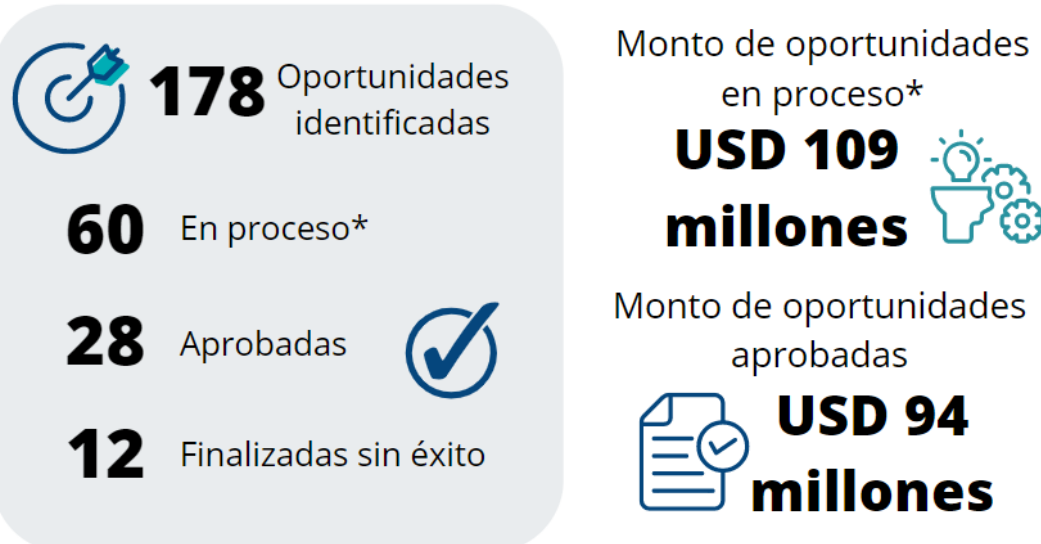 178 Oportunidades
identificadas
60 En proceso*
28 Aprobadas
12 Finalizadas sin éxito
Monto de oportunidades
en proceso*
USD 109
millones
Monto de oportunidades
aprobadas
USD 94
millones